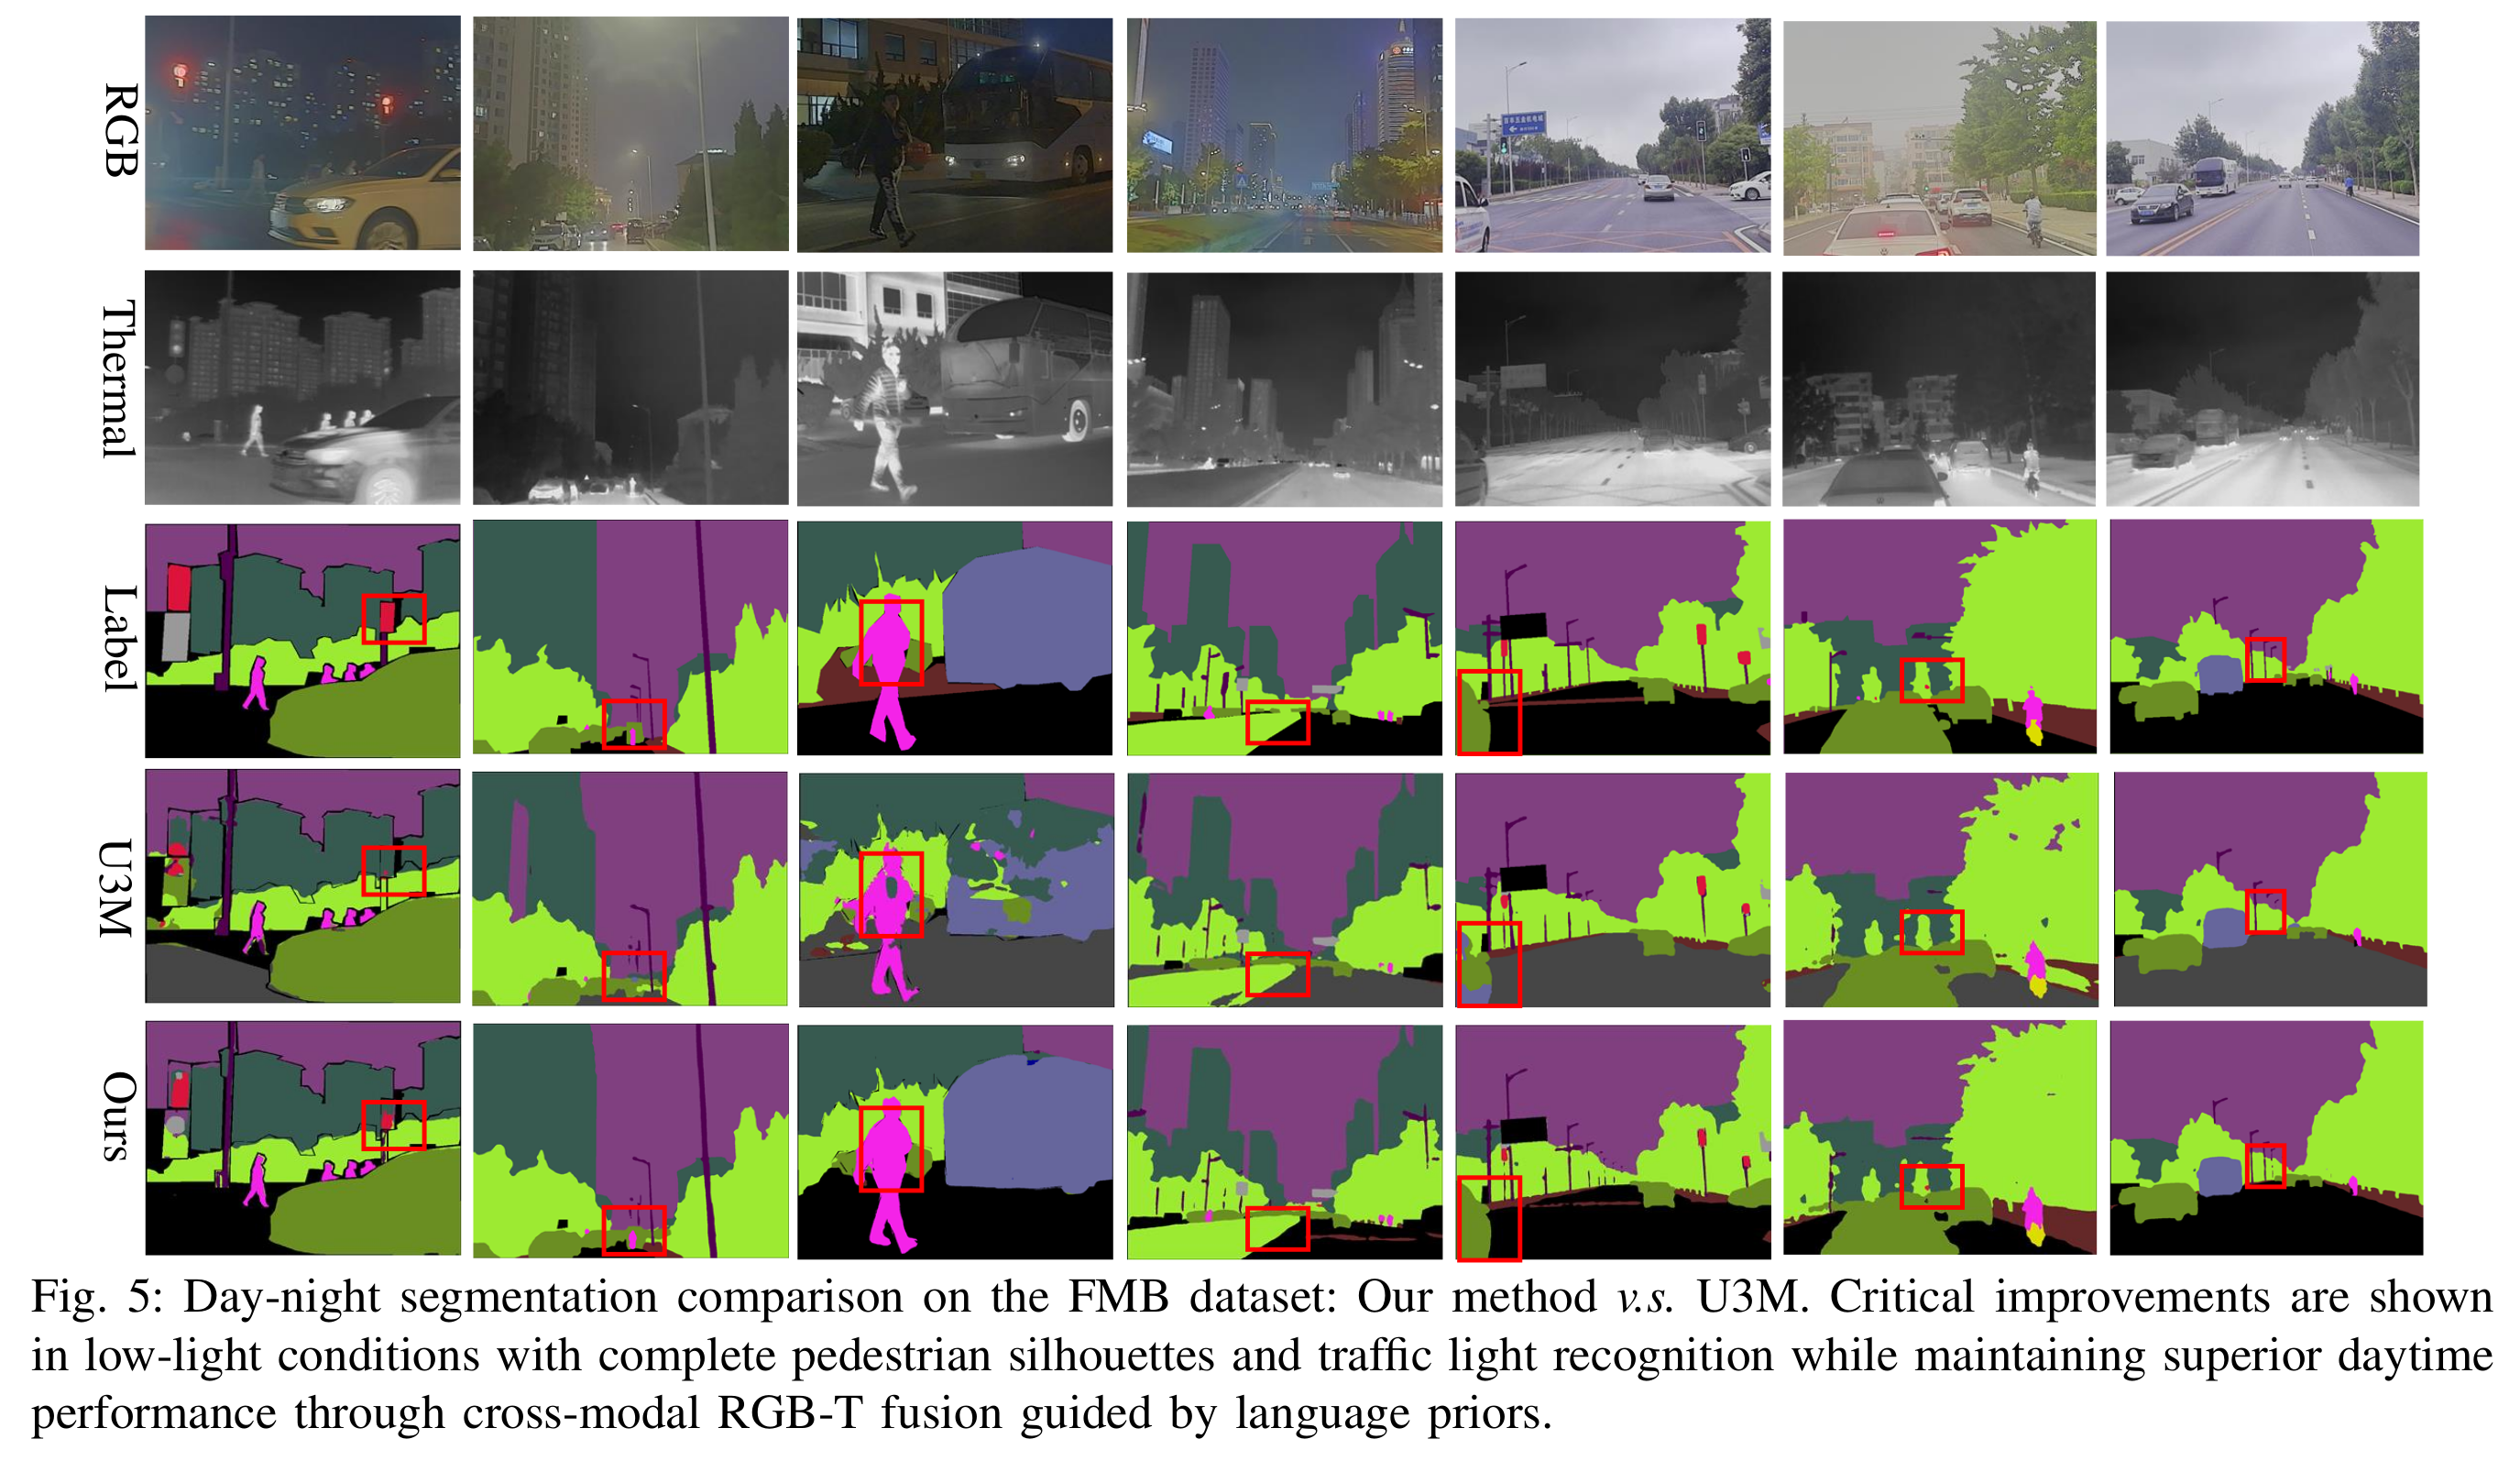 RGB
Thermal
Label
U3M
Ours
Fig. 5: Day-night segmentation comparison on the FMB dataset: Our method v.s. U3M. Critical improvements are shown
in low-light conditions with complete pedestrian silhouettes and traffic light recognition while maintaining superior daytime
performance through cross-modal RGB-T fusion guided by language priors.